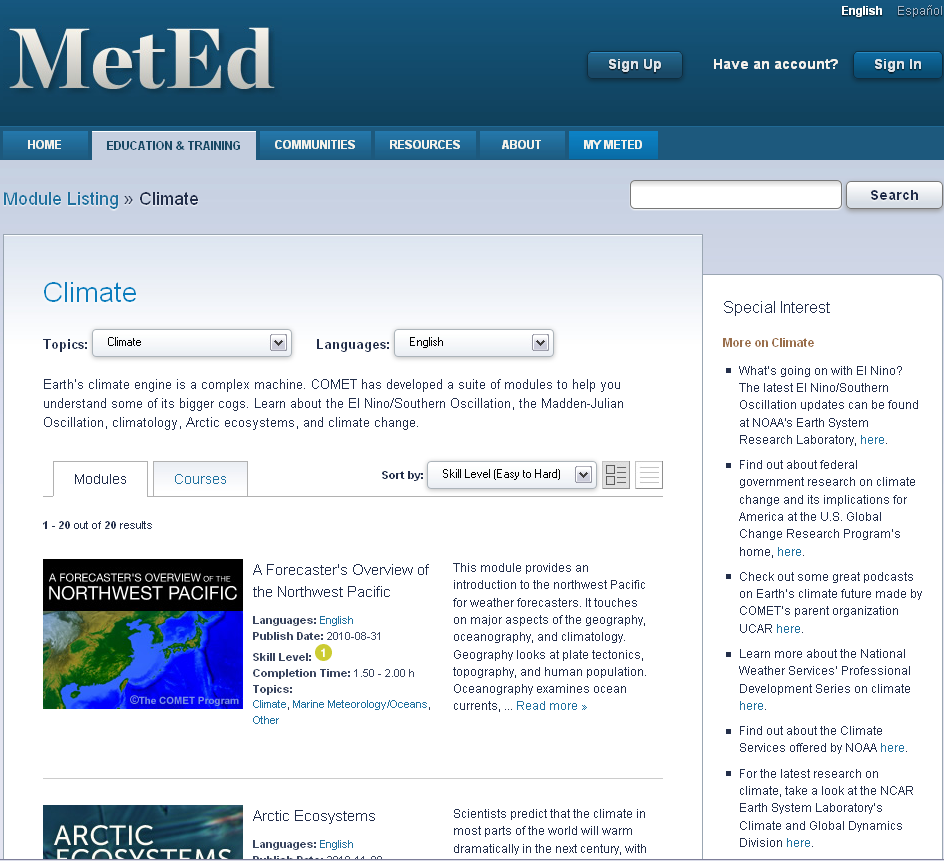 English Español
MetEd
Sign Up Have an account? Sign In
HOME EDUCATION & TRAINING COMMUNITIES RESOURCES ABOUT MY METED
Module Listing » Climate
Search
Climate
Topics: Climate Languages: English
Earth's climate engine is a complex machine. COMET has developed a suite of modules to help you
understand some of its bigger cogs. Learn about the El Nino/Southern Oscillation, the Madden-Julian
Oscillation, climatology, Arctic ecosystems, and climate change.
Modules Courses
Sort by: Skill Level (Easy to Hard)
1 - 20 out of 20 results
A FORECASTER'S OVERVIEW OF THE
NORTHWEST PACIFIC
©The COMET Program
A Forecaster's Overview of
the Northwest Pacific
Languages: English
Publish Date: 2010-08-31
Skill Level: 1
Completion Time: 1.50 - 2.00 h
Topics:
Climate, Marine Meteorology/Oceans,
Other
This module provides an
introduction to the northwest Pacific
for weather forecasters. It touches
on major aspects of the geography,
oceanography, and climatology.
Geography looks at plate tectonics,
topography, and human population.
Oceanography examines ocean
currents, ... Read more »
ARCTIC
ECOSYSTEMS
Arctic Ecosystems
Languages: English
Publish Date: 2010-11-09
Scientists predict that the climate in
most parts of the world will warm
dramatically in the next century, with
Special Interest
More on Climate
What's going on with El Nino?
The latest El Nino/Southern
Oscillation updates can be found
at NOAA's Earth System
Research Laboratory, here.
Find out about federal
government research on climate
change and its implications for
America at the U.S. Global
Change Research Program's
home, here.
Check out some great podcasts
on Earth's climate future made by
COMET's parent organization
UCAR here.
Learn more about the National
Weather Services' Professional
Development Series on climate
here.
Find out about the Climate
Services offered by NOAA here.
For the latest research on
climate, take a look at the NCAR
Earth System Laboratory's
Climate and Global Dynamics
Division here.